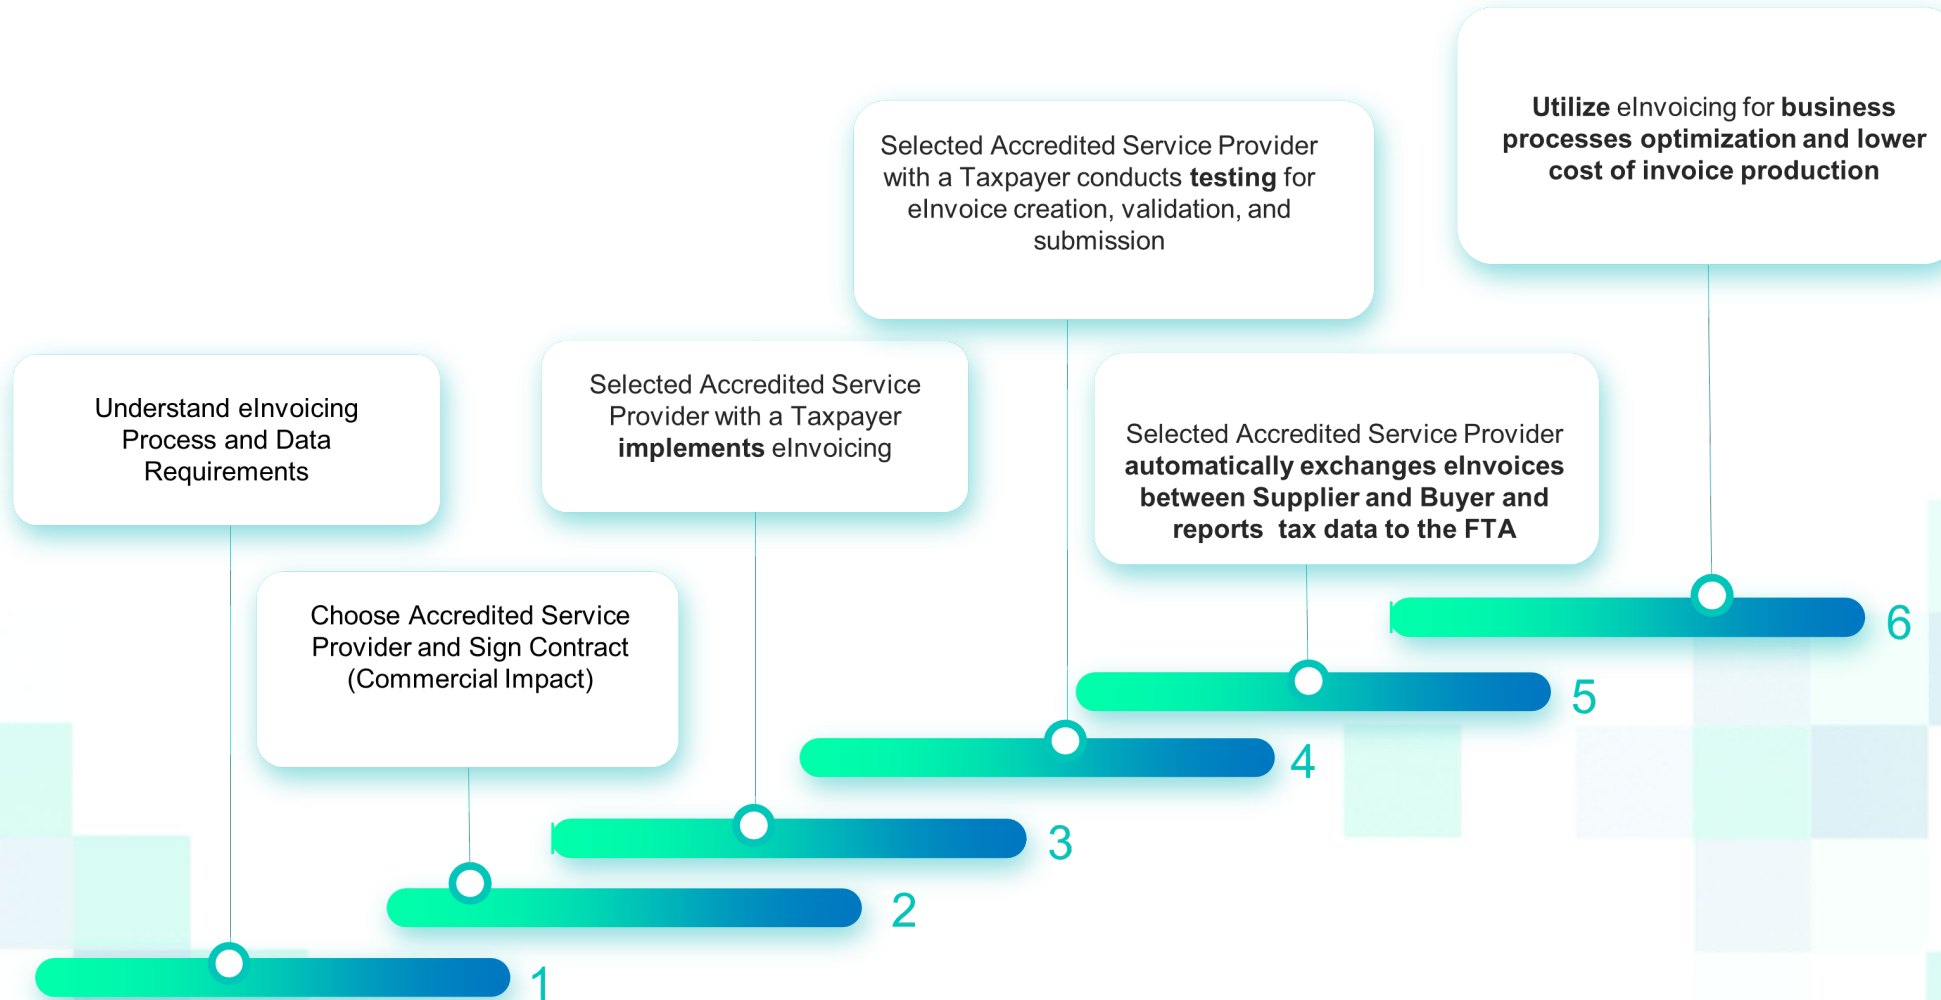 Understand eInvoicing
Process and Data
Requirements
1
Choose Accredited Service
Provider and Sign Contract
(Commercial Impact)
2
Selected Accredited Service
Provider with a Taxpayer
implements eInvoicing
3
Selected Accredited Service Provider
with a Taxpayer conducts testing for
eInvoice creation, validation, and
submission
4
Selected Accredited Service Provider
automatically exchanges eInvoices
between Supplier and Buyer and
reports tax data to the FTA
5
Utilize eInvoicing for business
processes optimization and lower
cost of invoice production
6